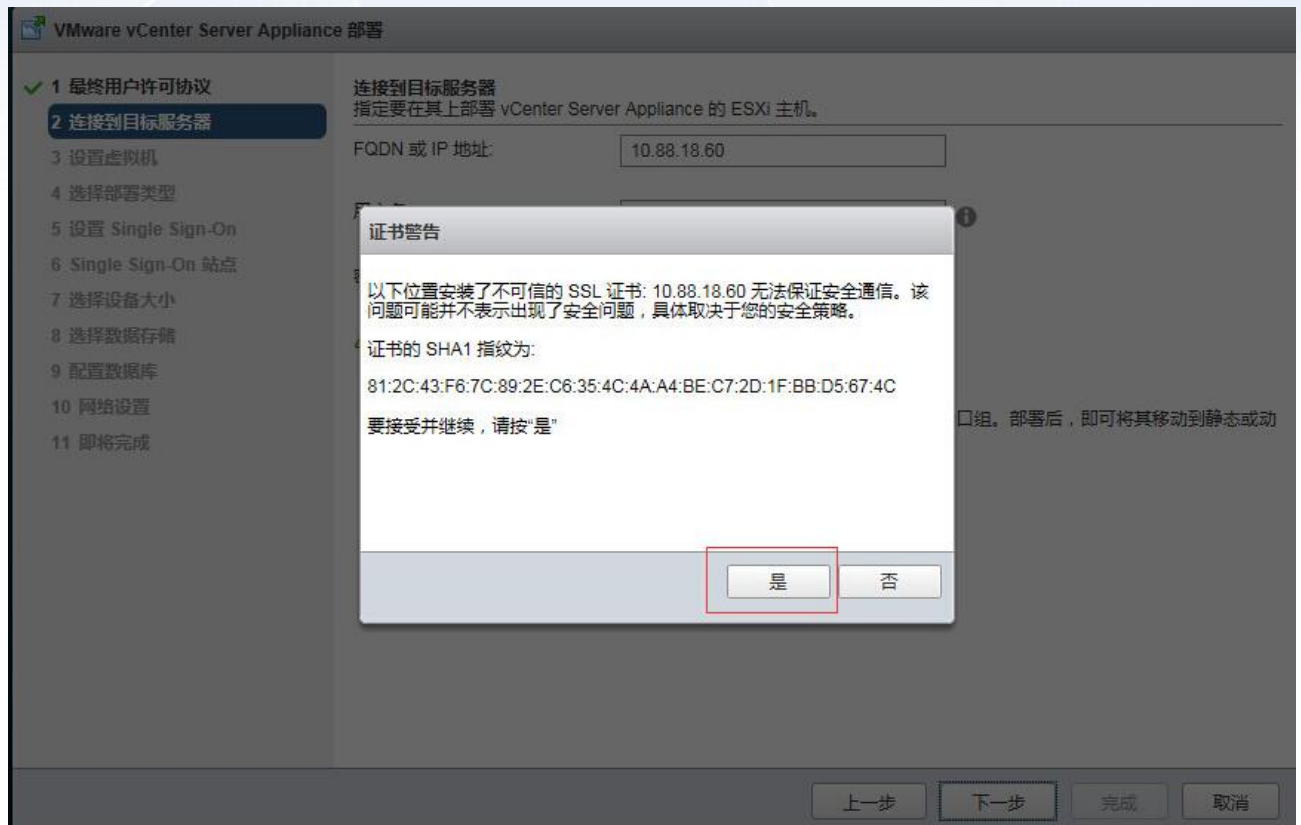 VMware vCenter Server Appliance 部署
1 最终用户许可协议
2 连接到目标服务器
3 设置虚拟机
4 选择部署类型
5 设置 Single Sign-On
6 Single Sign-On 站点
7 选择设备大小
8 选择数据存储
9 配置数据库
10 网络设置
11 即将完成
连接到目标服务器
指定要在其上部署 vCenter Server Appliance 的 ESXi 主机。
FQDN 或 IP 地址:
10.88.18.60
证书警告
以下位置安装了不可信的 SSL 证书: 10.88.18.60 无法保证安全通信。该
问题可能并不表示出现了安全问题，具体取决于您的安全策略。
证书的 SHA1 指纹为:
81:2C:43:F6:7C:89:2E:C6:35:4C:4A:A4:BE:C7:2D:1F:BB:D5:67:4C
要接受并继续，请按“是”
口组。部署后，即可将其移动到静态或动
是
否
上一步
下一步
完成
取消